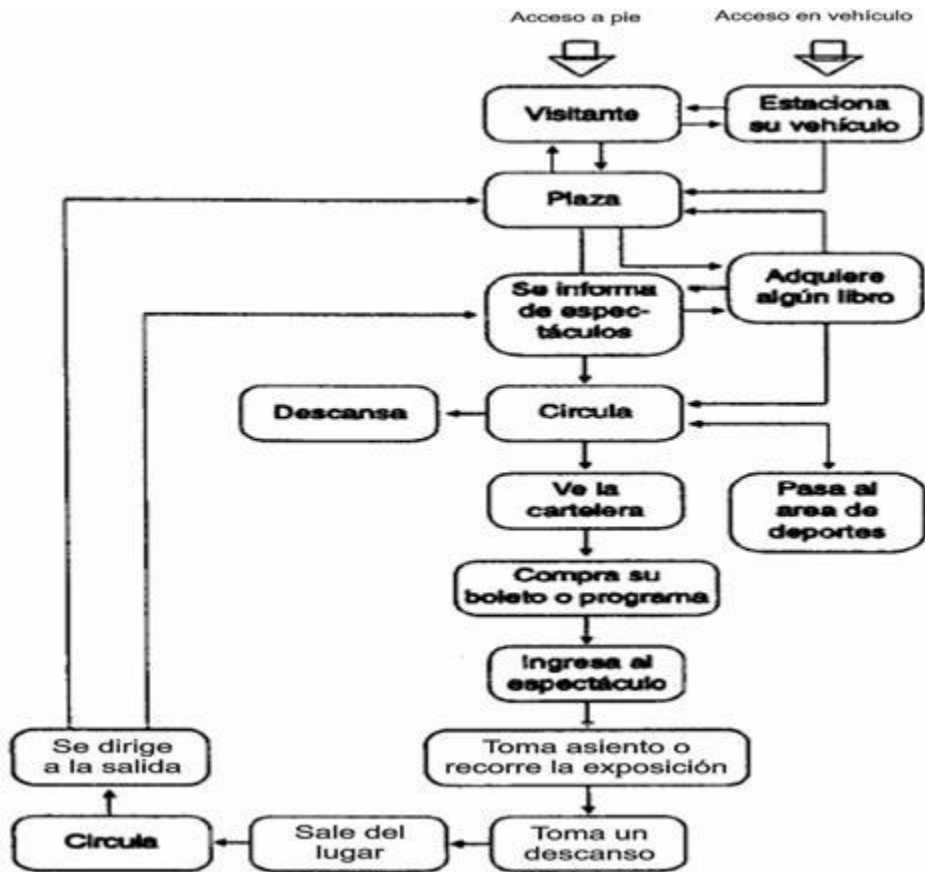 Acceso a pie
Acceso en vehículo
Visitante
Estaciona
su vehículo
Plaza
Se informa
de espec-
táculos
Adquiere
algún libro
Descansa
Circula
Ve la
cartelera
Pasa al
area de
deportes
Compra su
boleto o programa
Ingresa al
espectáculo
Se dirige
a la salida
Toma asiento o
recorre la exposición
Circula
Sale del
lugar
Toma un
descanso